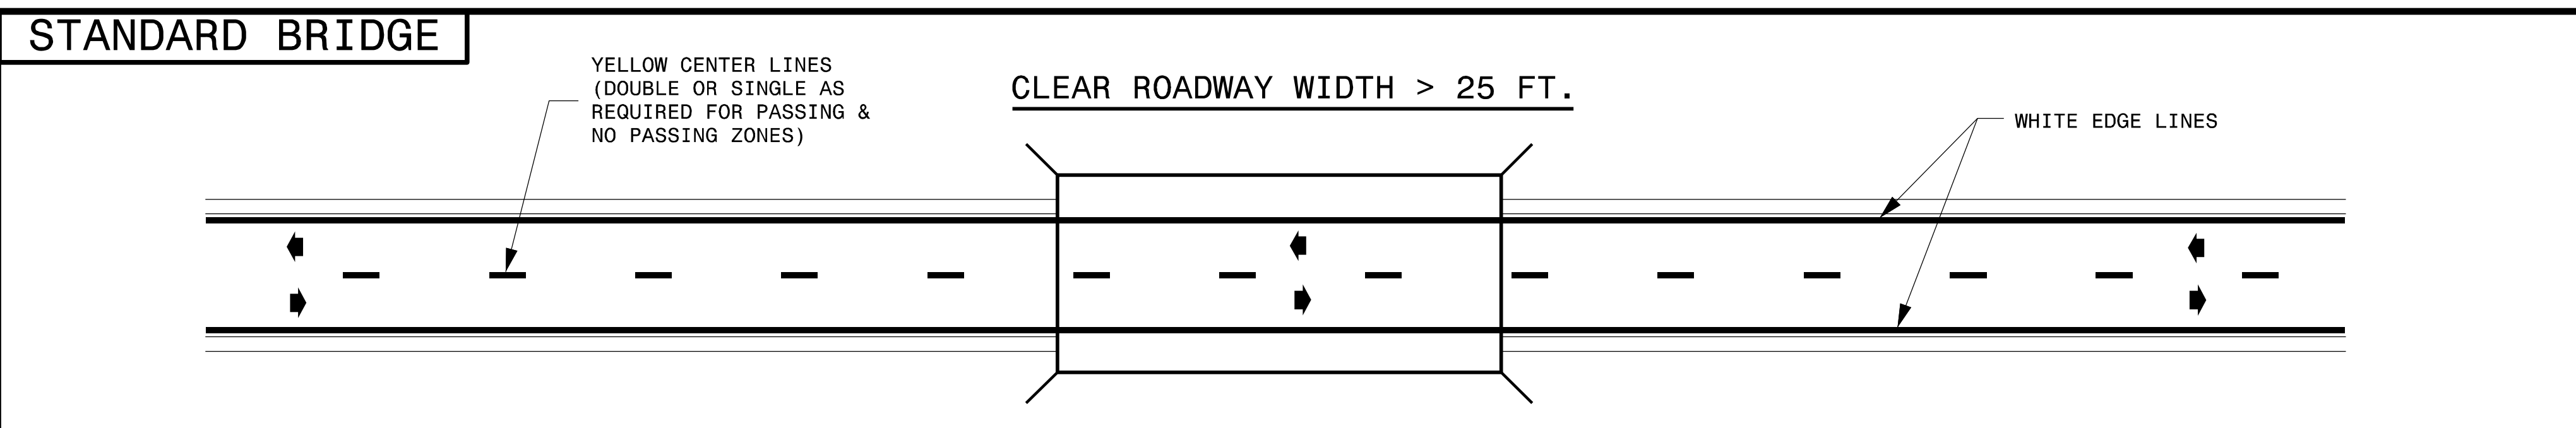 STANDARD BRIDGE
YELLOW CENTER LINES
(DOUBLE OR SINGLE AS
REQUIRED FOR PASSING &
NO PASSING ZONES)
CLEAR ROADWAY WIDTH > 25 FT.
WHITE EDGE LINES